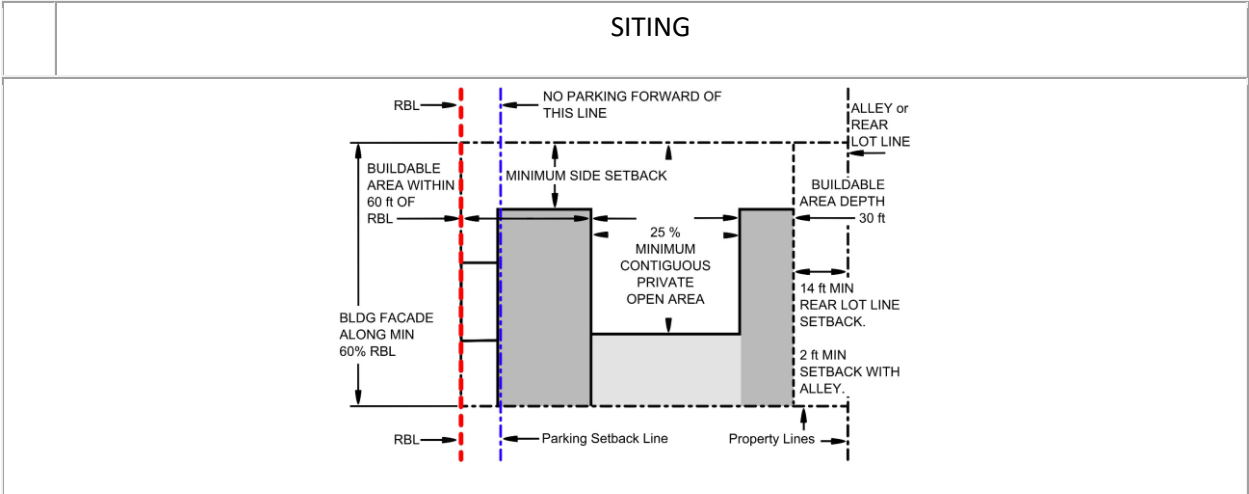 SITING
RBL
NO PARKING FORWARD OF
THIS LINE
ALLEY or
REAR
LOT LINE
BUILDABLE
AREA WITHIN
60 ft OF
RBL
MINIMUM SIDE SETBACK
BUILDABLE
AREA DEPTH
30 ft
25 %
MINIMUM
CONTIGUOUS
PRIVATE
OPEN AREA
14 ft MIN
REAR LOT LINE
SETBACK.
BLDG FACADE
ALONG MIN
60% RBL
2 ft MIN
SETBACK WITH
ALLEY.
RBL
Parking Setback Line
Property Lines